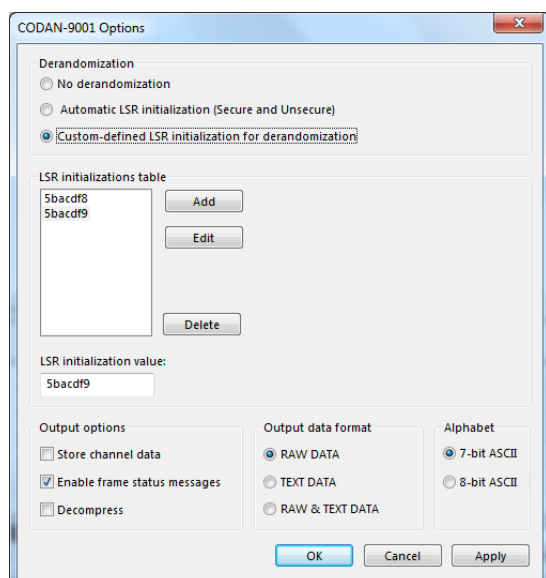 CODAN-9001 Options
Derandomization
No derandomization
Automatic LSR initialization (Secure and Unsecure)
Custom-defined LSR initialization for derandomization
LSR initializations table
5bacdf8
5bacdf9
Add
Edit
Delete
LSR initialization value:
5bacdf9
Output options
Store channel data
Enable frame status messages
Decompress
Output data format
RAW DATA
TEXT DATA
RAW & TEXT DATA
Alphabet
7-bit ASCII
8-bit ASCII
OK
Cancel
Apply